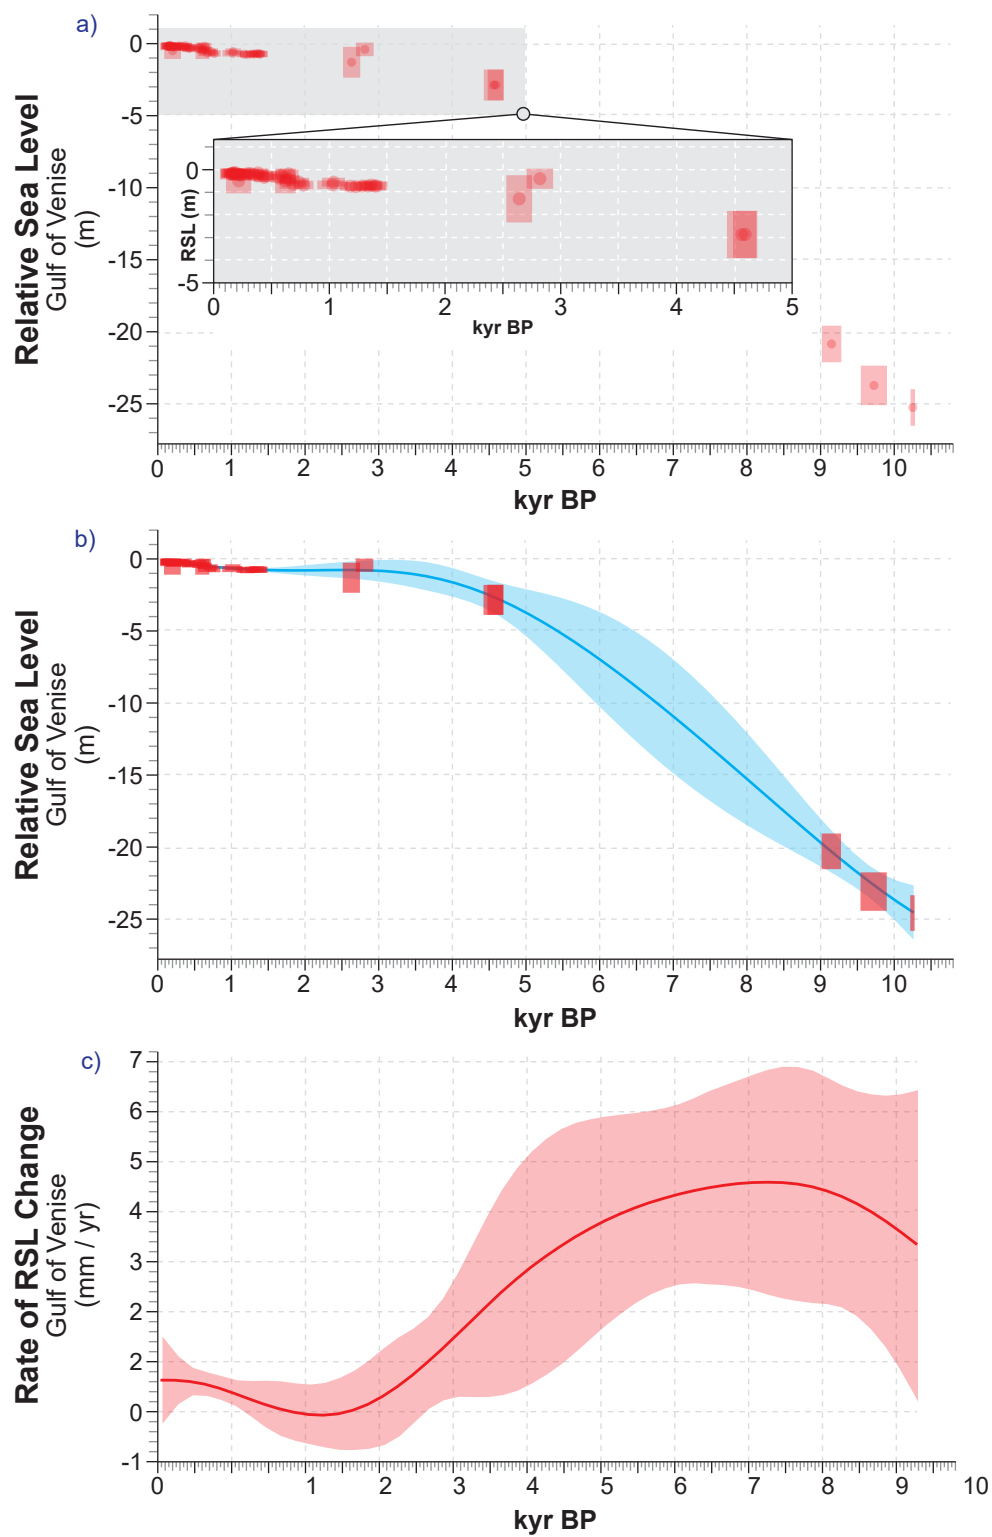 a)
Relative Sea Level
Gulf of Venise
(m)
0
-5
-10
-15
-20
-25
RSL (m)
0
-5
0 1 2 3 4 5
kyr BP
0 1 2 3 4 5 6 7 8 9 10
kyr BP
b)
Relative Sea Level
Gulf of Venise
(m)
0
-5
-10
-15
-20
-25
0 1 2 3 4 5 6 7 8 9 10
kyr BP
c)
Rate of RSL Change
Gulf of Venise
(mm / yr)
7
6
5
4
3
2
2
0
-1
0 1 2 3 4 5 6 7 8 9 10
kyr BP